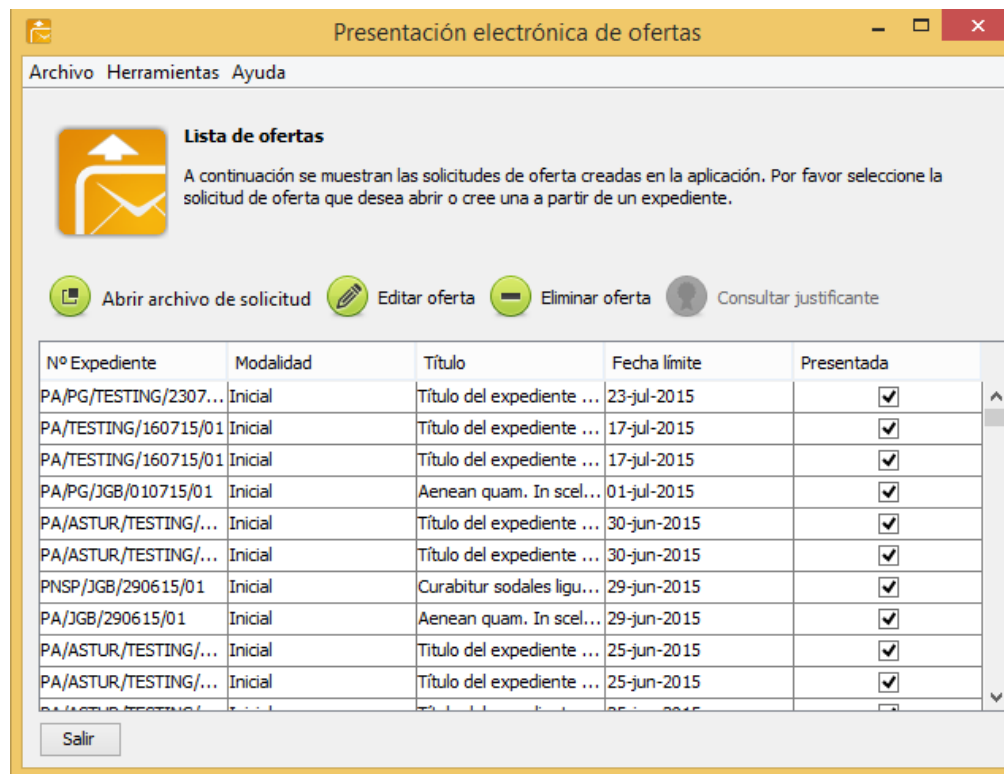 Presentación electrónica de ofertas
Archivo Herramientas Ayuda
Lista de ofertas
A continuación se muestran las solicitudes de oferta creadas en la aplicación. Por favor seleccione la
solicitud de oferta que desea abrir o cree una a partir de un expediente.
Abrir archivo de solicitud Editar oferta Eliminar oferta Consultar justificante
Nº Expediente Modalidad Título Fecha límite Presentada
PA/PG/TESTING/2307... Inicial Título del expediente ... 23-jul-2015
PA/TESTING/160715/01 Inicial Título del expediente ... 17-jul-2015
PA/TESTING/160715/01 Inicial Título del expediente ... 17-jul-2015
PA/PG/JGB/010715/01 Inicial Aenean quam. In scel... 01-jul-2015
PA/ASTUR/TESTING/... Inicial Título del expediente ... 30-jun-2015
PA/ASTUR/TESTING/... Inicial Título del expediente ... 30-jun-2015
PNSP/JGB/290615/01 Inicial Curabitur sodales ligu... 29-jun-2015
PA/JGB/290615/01 Inicial Aenean quam. In scel... 29-jun-2015
PA/ASTUR/TESTING/... Inicial Titulo del expediente ... 25-jun-2015
PA/ASTUR/TESTING/... Inicial Título del expediente ... 25-jun-2015
Salir